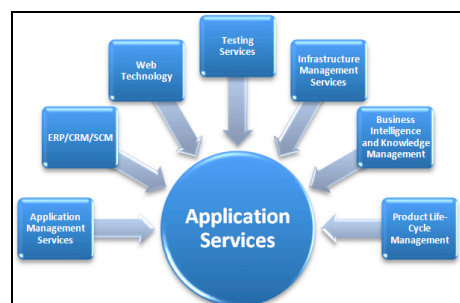 Testing
Services
Web
Technology
Infrastructure
Management
Services
ERP/CRM/SCM
Business
Intelligence
and Knowledge
Management
Application
Management
Services
Application
Services
Product Life-
Cycle
Management